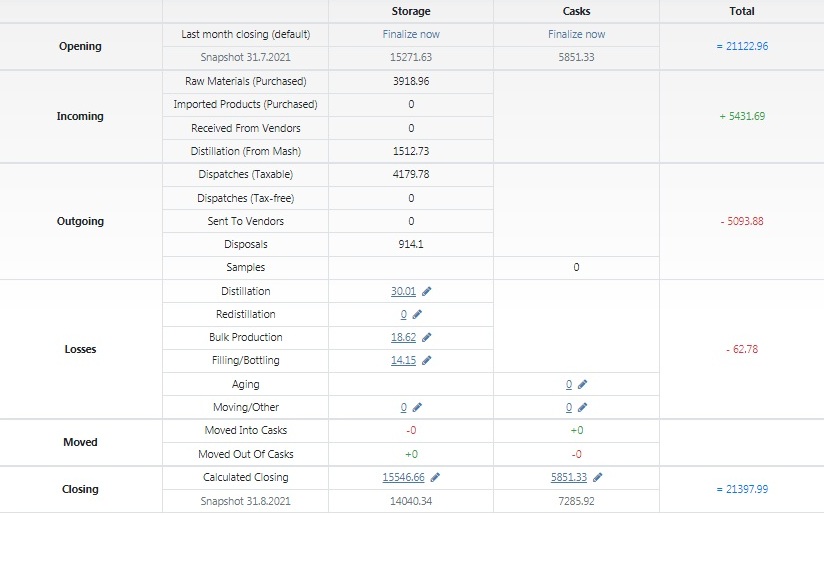 Storage Casks Total
Opening
Last month closing (default) Finalize now Finalize now
= 21122.96
Snapshot 31.7.2021 15271.63 5851.33
Incoming
Raw Materials (Purchased) 3918.96
Imported Products (Purchased) 0
+ 5431.69
Received From Vendors 0
Distillation (From Mash) 1512.73
Outgoing
Dispatches (Taxable) 4179.78
Dispatches (Tax-free) 0
Sent To Vendors 0
- 5093.88
Disposals 914.1
Samples 0
Losses
Distillation 30.01
Redistillation 0
Bulk Production 18.62
- 62.78
Filling/Bottling 14.15
Aging 0
Moving/Other 0 0
Moved
Moved Into Casks -0 +0
Moved Out Of Casks +0 -0
Closing
Calculated Closing 15546.66 5851.33
= 21397.99
Snapshot 31.8.2021 14040.34 7285.92